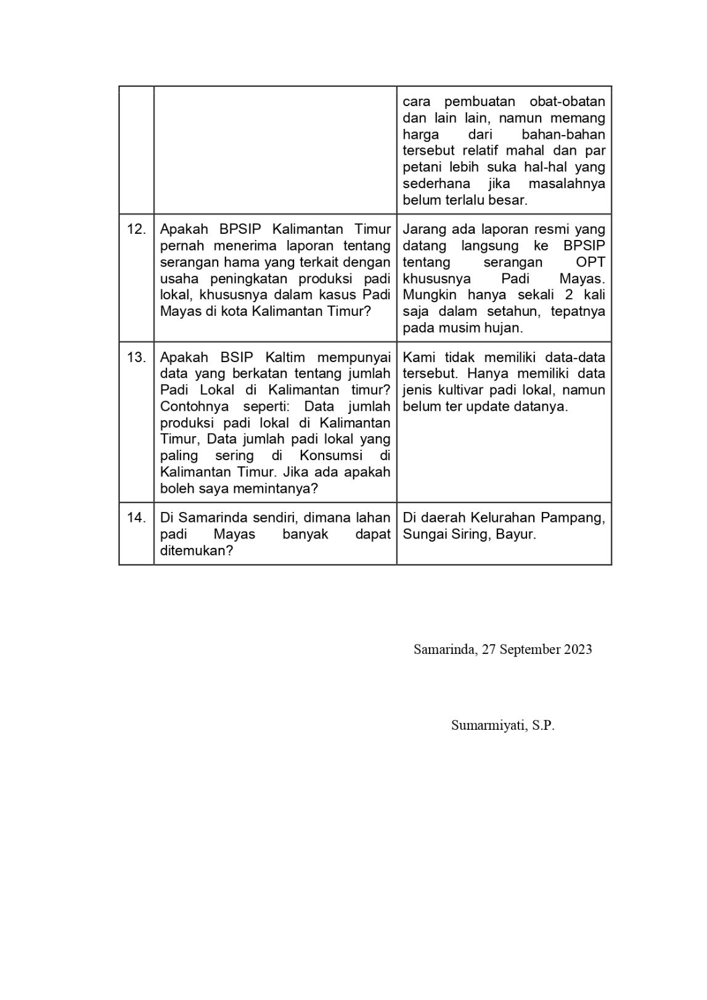 cara pembuatan obat-obatan
dan lain lain, namun memang
harga dari bahan-bahan
tersebut relatif mahal dan par
petani lebih suka hal-hal yang
sederhana jika masalahnya
belum terlalu besar.
12.
Apakah BPSIP Kalimantan Timur
pernah menerima laporan tentang
serangan hama yang terkait dengan
usaha peningkatan produksi padi
lokal, khususnya dalam kasus Padi
Mayas di kota Kalimantan Timur?
Jarang ada laporan resmi yang
datang langsung ke BPSIP
tentang serangan OPT
khususnya Padi Mayas.
Mungkin hanya sekali 2 kali
saja dalam setahun, tepatnya
pada musim hujan.
13.
Apakah BSIP Kaltim mempunyai
data yang berkatan tentang jumlah
Padi Lokal di Kalimantan timur?
Contohnya seperti: Data jumlah
produksi padi lokal di Kalimantan
Timur, Data jumlah padi lokal yang
paling sering di Konsumsi di
Kalimantan Timur. Jika ada apakah
boleh saya memintanya?
Kami tidak memiliki data-data
tersebut. Hanya memiliki data
jenis kultivar padi lokal, namun
belum ter update datanya.
14.
Di Samarinda sendiri, dimana lahan
padi Mayas banyak dapat
ditemukan?
Di daerah Kelurahan Pampang,
Sungai Siring, Bayur.
Samarinda, 27 September 2023
Sumarmiyati, S.P.